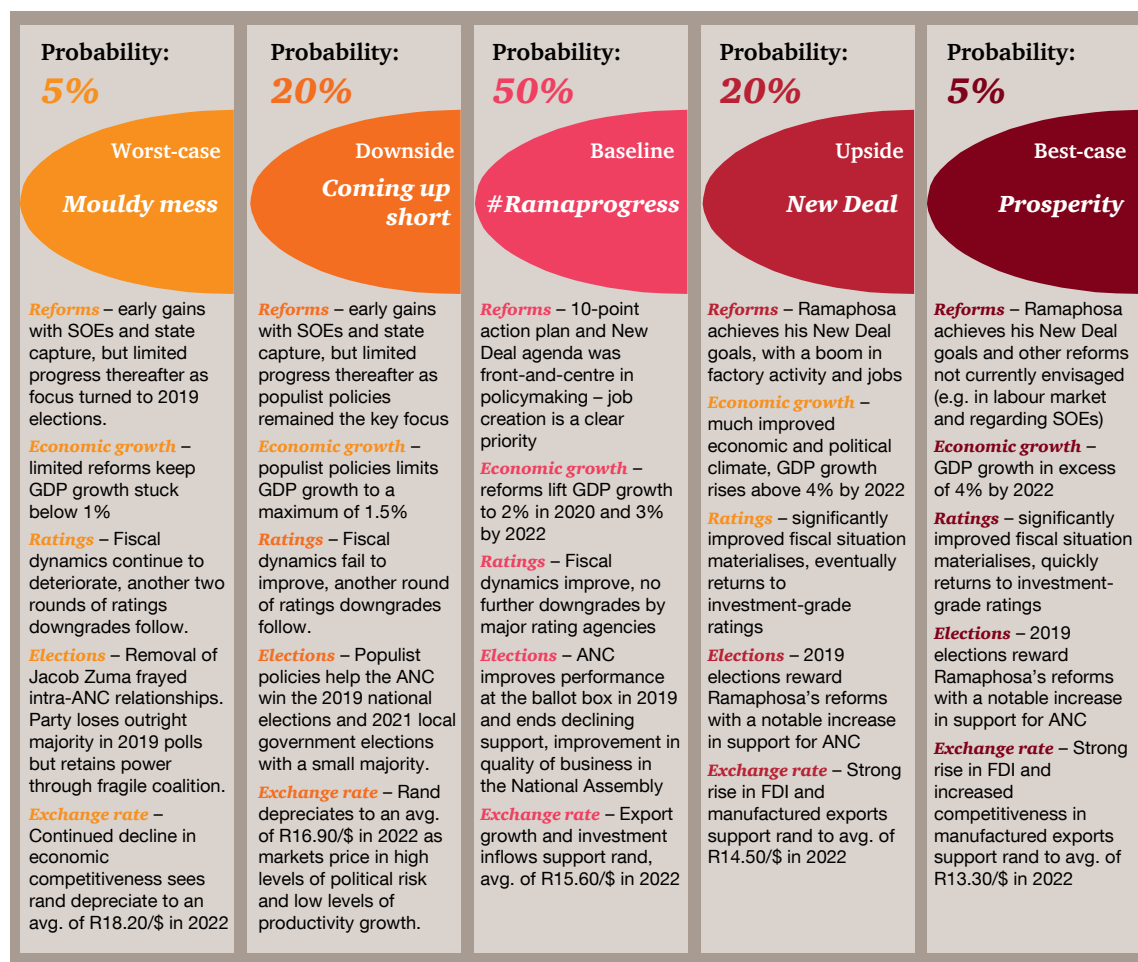 Probability:
5%
Worst-case
Mouldy mess
Reforms – early gains
with SOEs and state
capture, but limited
progress thereafter as
focus turned to 2019
elections.
Economic growth –
limited reforms keep
GDP growth stuck
below 1%
Ratings – Fiscal
dynamics continue to
deteriorate, another two
rounds of ratings
downgrades follow.
Elections – Removal of
Jacob Zuma frayed
intra-ANC relationships.
Party loses outright
majority in 2019 polls
but retains power
through fragile coalition.
Exchange rate –
Continued decline in
economic
competitiveness sees
rand depreciate to an
avg. of R18.20/$ in 2022
Probability:
20%
Downside
Coming up
short
Reforms – early gains
with SOEs and state
capture, but limited
progress thereafter as
populist policies
remained the key focus
Economic growth –
populist policies limits
GDP growth to a
maximum of 1.5%
Ratings – Fiscal
dynamics fail to
improve, another round
of ratings downgrades
follow.
Elections – Populist
policies help the ANC
win the 2019 national
elections and 2021 local
government elections
with a small majority.
Exchange rate – Rand
depreciates to an avg.
of R16.90/$ in 2022 as
markets price in high
levels of political risk
and low levels of
productivity growth.
Probability:
50%
Baseline
#Ramaprogress
Reforms – 10-point
action plan and New
Deal agenda was
front-and-centre in
policymaking – job
creation is a clear
priority
Economic growth –
reforms lift GDP growth
to 2% in 2020 and 3%
by 2022
Ratings – Fiscal
dynamics improve, no
further downgrades by
major rating agencies
Elections – ANC
improves performance
at the ballot box in 2019
and ends declining
support, improvement in
quality of business in
the National Assembly
Exchange rate – Export
growth and investment
inflows support rand,
avg. of R15.60/$ in 2022
Probability:
20%
Upside
New Deal
Reforms – Ramaphosa
achieves his New Deal
goals, with a boom in
factory activity and jobs
Economic growth –
much improved
economic and political
climate, GDP growth
rises above 4% by 2022
Ratings – significantly
improved fiscal situation
materialises, eventually
returns to
investment-grade
ratings
Elections – 2019
elections reward
Ramaphosa's reforms
with a notable increase
in support for ANC
Exchange rate – Strong
rise in FDI and
manufactured exports
support rand to avg. of
R14.50/$ in 2022
Probability:
5%
Best-case
Prosperity
Reforms – Ramaphosa
achieves his New Deal
goals and other reforms
not currently envisaged
(e.g. in labour market
and regarding SOEs)
Economic growth –
GDP growth in excess
of 4% by 2022
Ratings – significantly
improved fiscal situation
materialises, quickly
returns to investment-
grade ratings
Elections – 2019
elections reward
Ramaphosa's reforms
with a notable increase
in support for ANC
Exchange rate – Strong
rise in FDI and
increased
competitiveness in
manufactured exports
support rand to avg. of
R13.30/$ in 2022